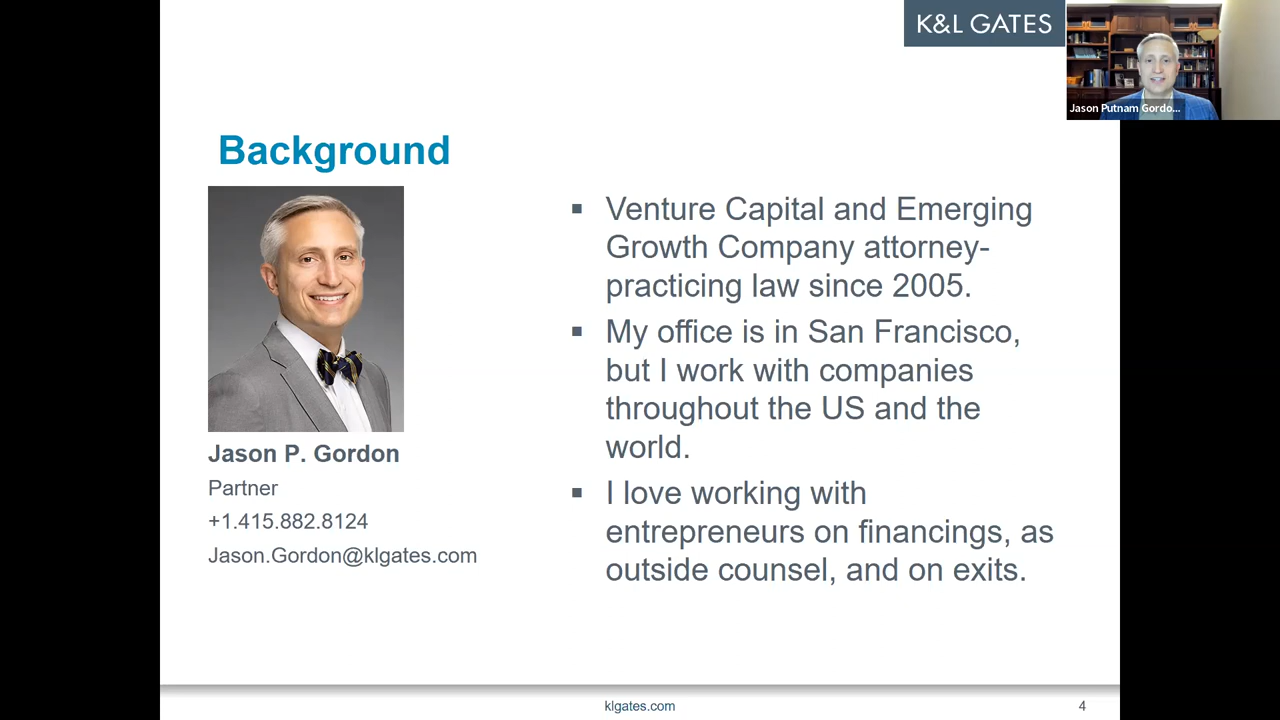 K&L GATES
Jason Putnam Gordo...
Background
Venture Capital and Emerging
Growth Company attorney-
practicing law since 2005.
My office is in San Francisco,
but I work with companies
throughout the US and the
world.
I love working with
entrepreneurs on financings, as
outside counsel, and on exits.
Jason P. Gordon
Partner
+1.415.882.8124
Jason.Gordon@klgates.com
klgates.com
4